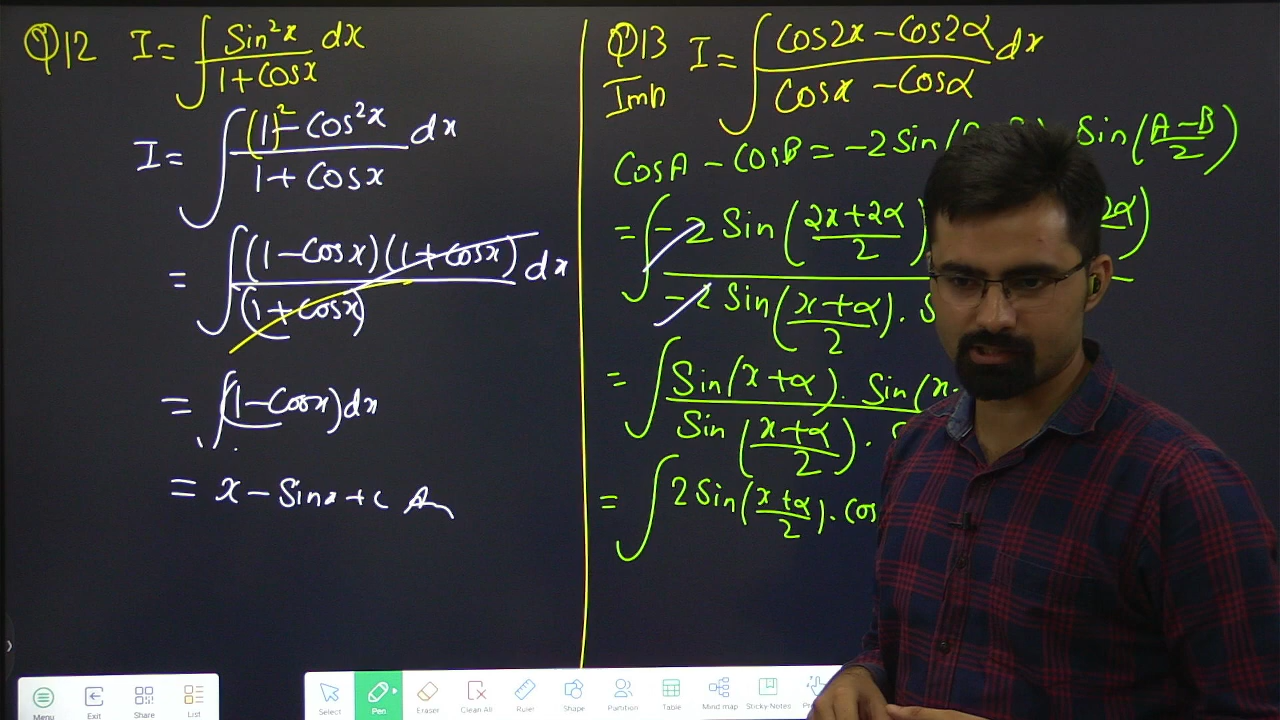 Q12 I = ∫ Sin²x / 1+Cosx dx
I = ∫ (1)² - Cos²x / 1 + Cosx dx
= ∫ (1-Cosx)(1+Cosx) / (1+Cosx) dx
= ∫ (1-Cosx) dx
= x - Sinx + c
Q13 I = ∫ Cos2x - Cos2α / Cosx - Cosα dx
Imp
CosA - CosB = -2 Sin( Sin(A-B / 2)
= ∫ -2 Sin(2x+2α / 2) 2α)
-2 Sin(x+α / 2).
= ∫ Sin(x+α). Sin(x-
Sin(x+α / 2).
= ∫ 2 Sin(x+α / 2). Cos
Menu Exit Share List Select Pen Eraser Clean All Ruler Shape Partition Table Mind map Sticky Notes